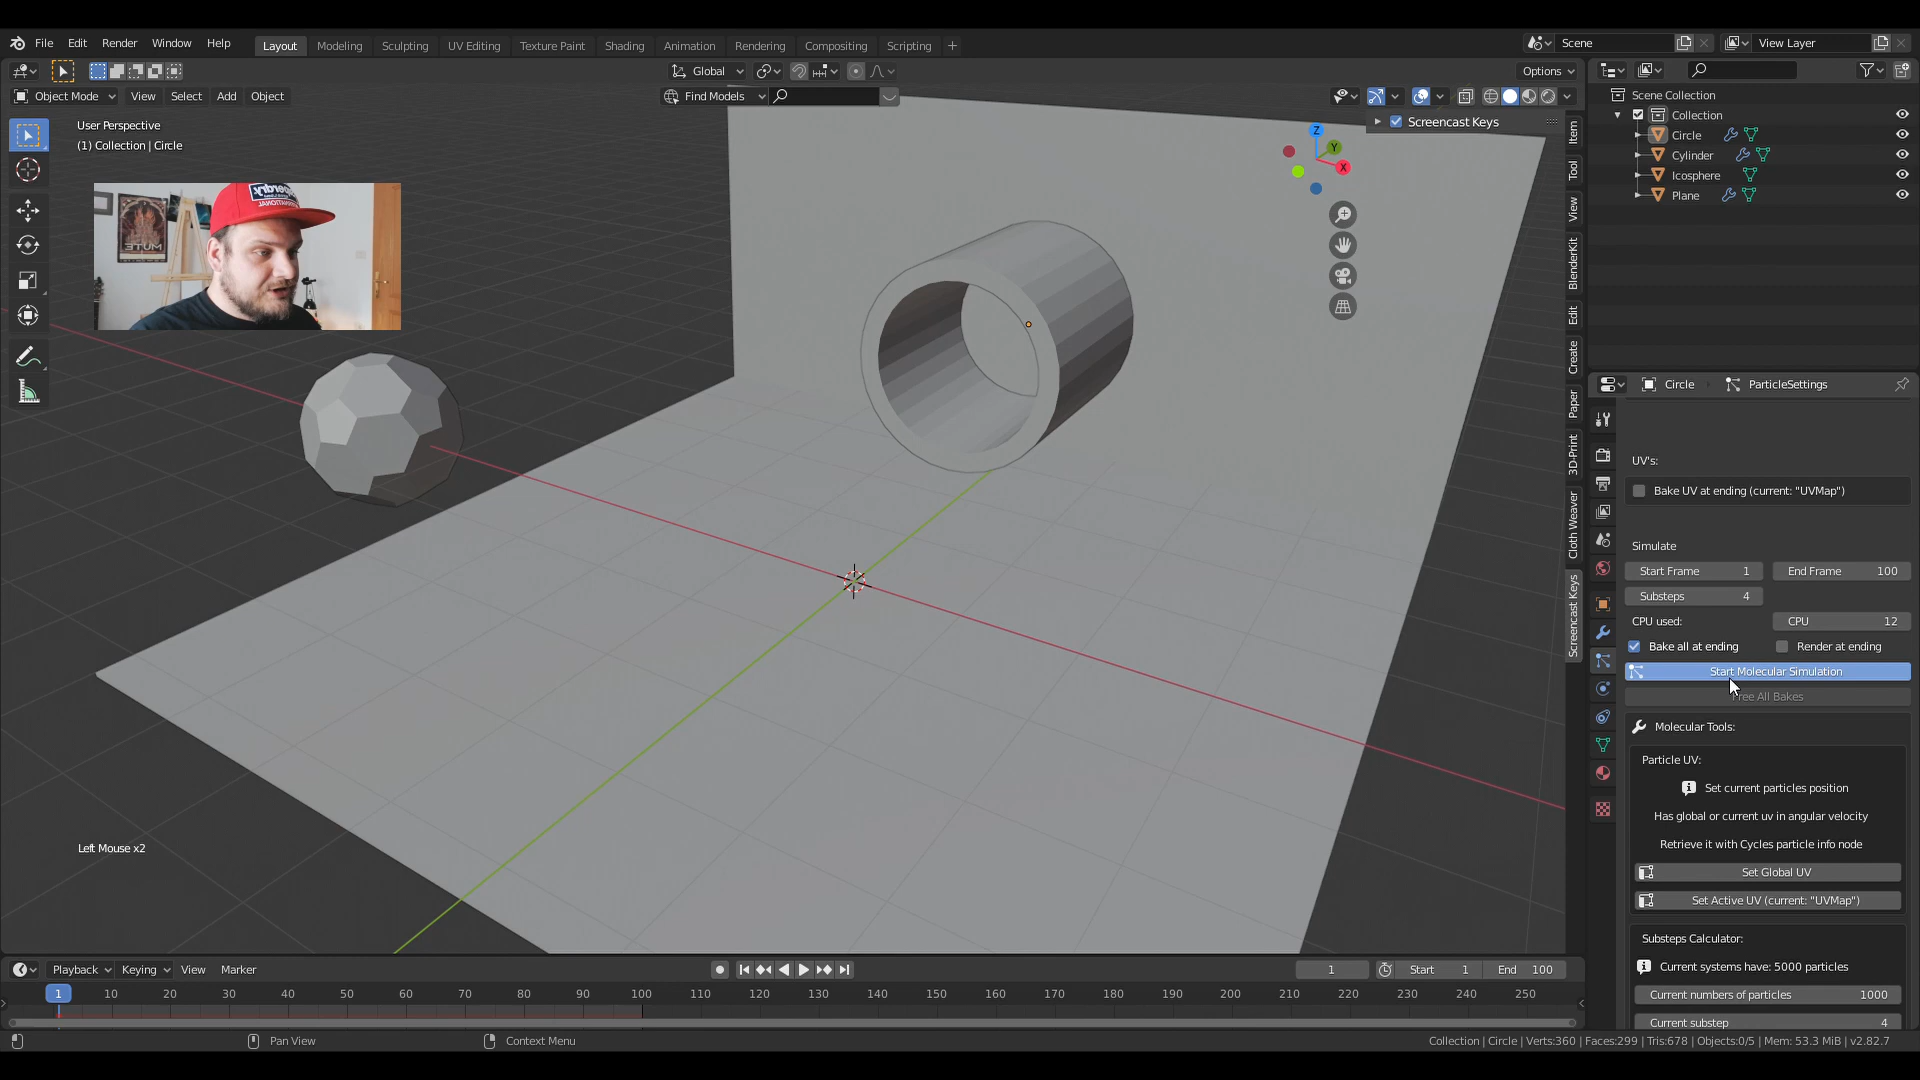 File Edit Render Window Help Layout Modeling Sculpting UV Editing Texture Paint Shading Animation Rendering Compositing Scripting Scene View Layer
Global Options
Object Mode View Select Add Object Find Models
User Perspective
(1) Collection | Circle
Screencast Keys
Z
Y
X
Item
Tool
View
BlenderKit
Edit
Create
Paper
3D-Print
Cloth Weaver
Screencast Keys
Scene Collection
Collection
Circle
Cylinder
Icosphere
Plane
Circle ParticleSettings
UV's:
Bake UV at ending (current: "UVMap")
Simulate
Start Frame 1 End Frame 100
Substeps 4
CPU used: CPU 12
Bake all at ending Render at ending
Start Molecular Simulation
Free All Bakes
Molecular Tools:
Particle UV:
Set current particles position
Has global or current uv in angular velocity
Retrieve it with Cycles particle info node
Set Global UV
Set Active UV (current: "UVMap")
Substeps Calculator:
Current systems have: 5000 particles
Current numbers of particles 1000
Current substep 4
Left Mouse x2
Playback Keying View Marker 1 Start 1 End 100
1 10 20 30 40 50 60 70 80 90 100 110 120 130 140 150 160 170 180 190 200 210 220 230 240 250
Pan View Context Menu Collection | Circle | Verts:360 | Faces:299 | Tris:678 | Objects:0/5 | Mem: 53.3 MiB | v2.82.7